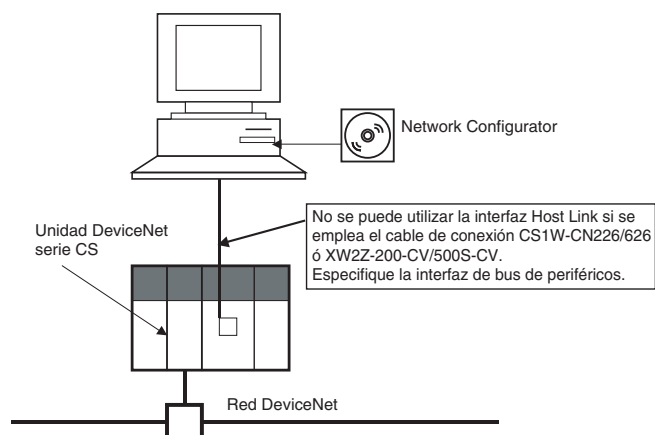 Network Configurator
No se puede utilizar la interfaz Host Link si se
emplea el cable de conexión CS1W-CN226/626
ó XW2Z-200-CV/500S-CV.
Especifique la interfaz de bus de periféricos.
Unidad DeviceNet
serie CS
Red DeviceNet